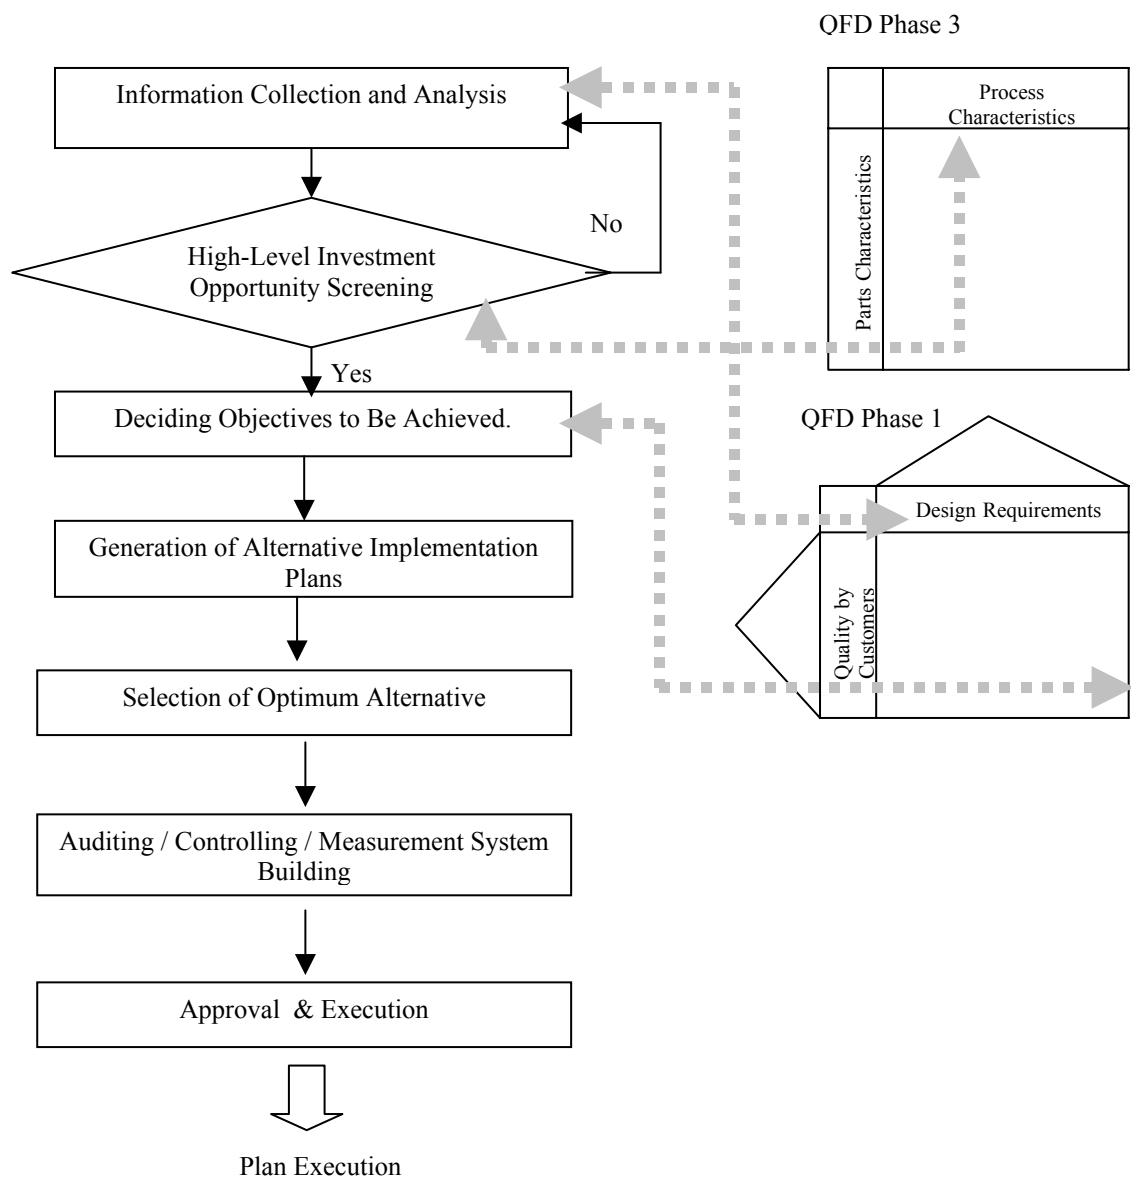 QFD Phase 3
Information Collection and Analysis
Process
Characteristics
Parts Characteristics
No
High-Level Investment
Opportunity Screening
Yes
Deciding Objectives to Be Achieved.
QFD Phase 1
Design Requirements
Quality by
Customers
Generation of Alternative Implementation
Plans
Selection of Optimum Alternative
Auditing / Controlling / Measurement System
Building
Approval & Execution
Plan Execution